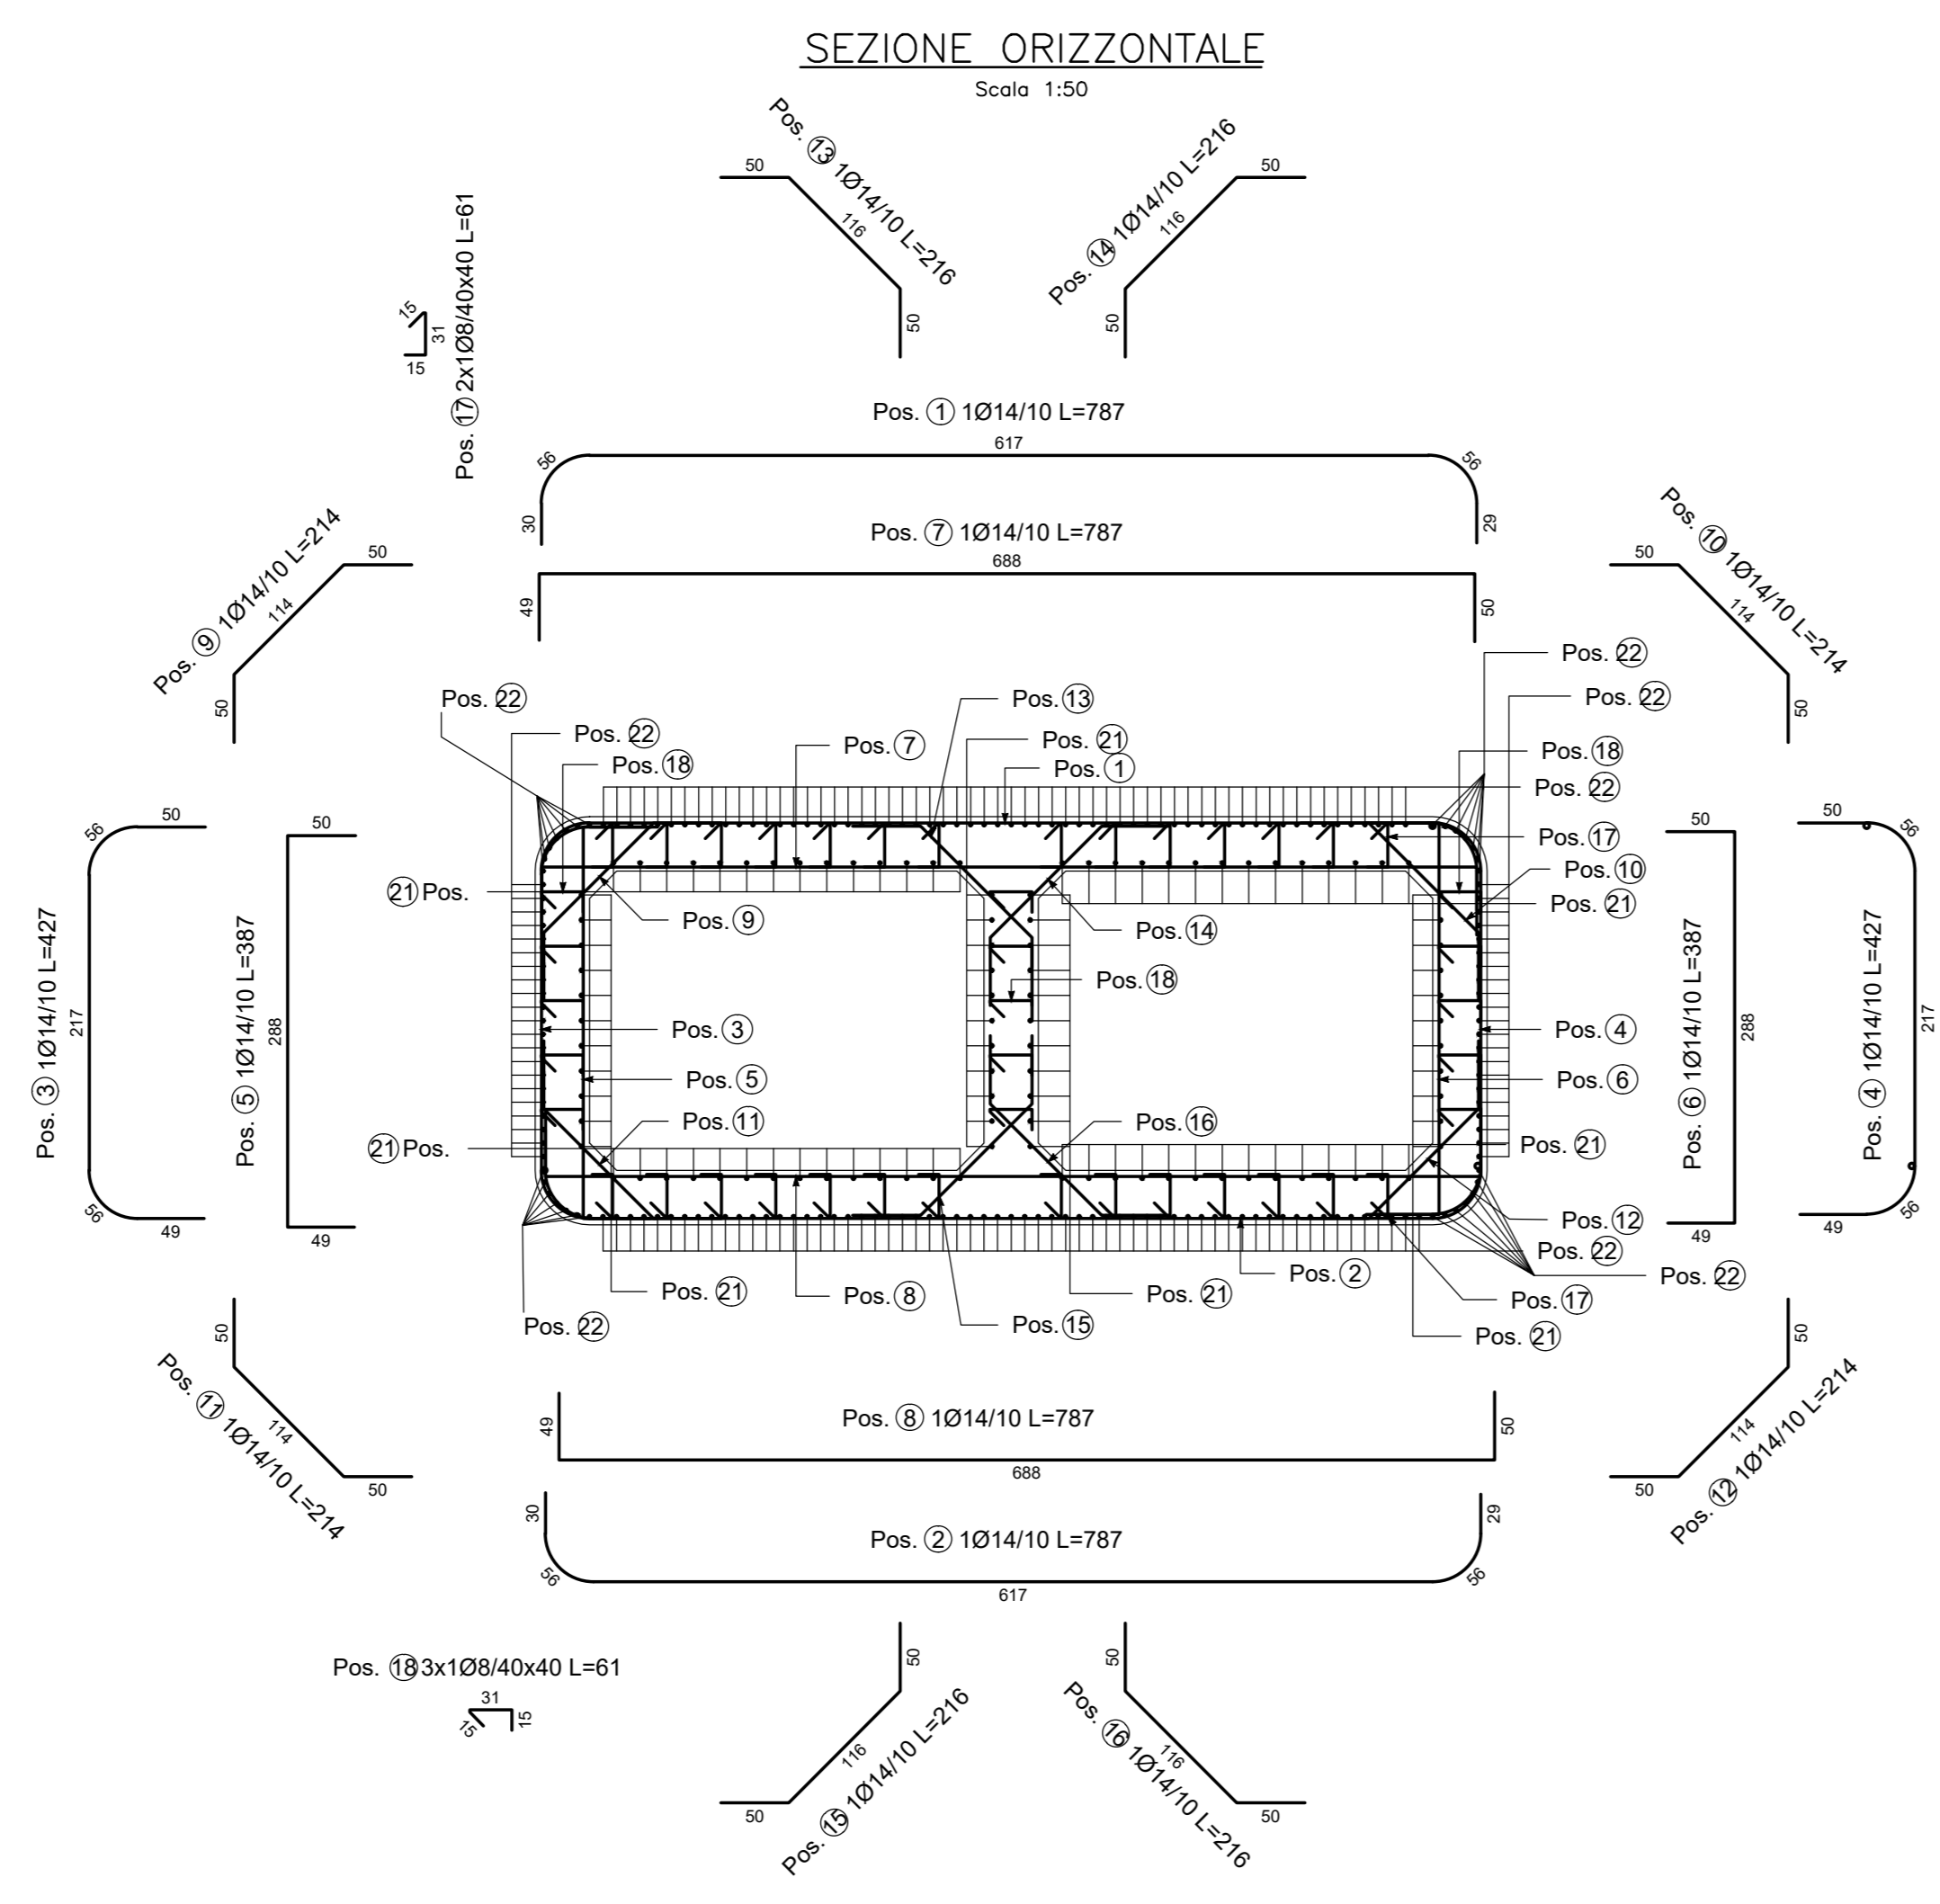 SEZIONE ORIZZONTALE
Scala 1:50
Pos. 13 1Ø14/10 L=216
50
116
50
Pos. 14 1Ø14/10 L=216
50
116
50
Pos. 17 2x1Ø8/40x40 L=61
15
31
15
Pos. 1 1Ø14/10 L=787
617
56
56
30
29
Pos. 7 1Ø14/10 L=787
688
49
50
Pos. 9 1Ø14/10 L=214
50
114
50
Pos. 10 1Ø14/10 L=214
50
114
50
Pos. 22
Pos. 22
Pos. 22
Pos. 13
Pos. 22
Pos. 21
Pos. 7
Pos. 18
Pos. 18
Pos. 1
Pos. 22
Pos. 17
Pos. 10
21 Pos.
Pos. 21
Pos. 9
Pos. 14
Pos. 18
Pos. 3
Pos. 4
Pos. 5
Pos. 6
Pos. 11
Pos. 16
21 Pos.
Pos. 21
Pos. 12
Pos. 22
Pos. 2
Pos. 22
Pos. 21
Pos. 8
Pos. 21
Pos. 17
Pos. 22
Pos. 15
Pos. 21
Pos. 3 1Ø14/10 L=427
50
56
217
56
49
Pos. 5 1Ø14/10 L=387
50
288
49
Pos. 6 1Ø14/10 L=387
50
288
49
Pos. 4 1Ø14/10 L=427
50
56
217
56
49
Pos. 11 1Ø14/10 L=214
50
114
50
Pos. 12 1Ø14/10 L=214
50
114
50
Pos. 8 1Ø14/10 L=787
49
50
688
Pos. 2 1Ø14/10 L=787
30
29
56
56
617
Pos. 18 3x1Ø8/40x40 L=61
31
15
15
Pos. 15 1Ø14/10 L=216
50
116
50
Pos. 16 1Ø14/10 L=216
50
116
50